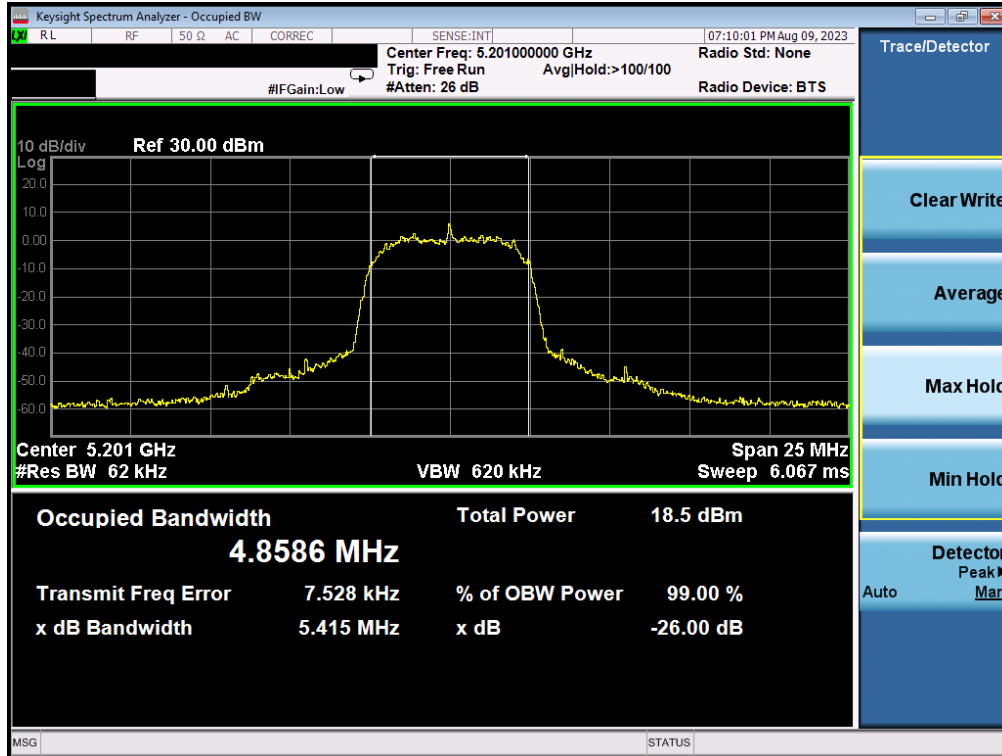 Keysight Spectrum Analyzer - Occupied BW
LXI RL RF 50 Ω AC CORREC SENSE:INT 07:10:01 PM Aug 09, 2023
Center Freq: 5.201000000 GHz Radio Std: None
Trig: Free Run Avg|Hold:>100/100
#IFGain:Low #Atten: 26 dB Radio Device: BTS
10 dB/div Ref 30.00 dBm
Log
20.0
10.0
0.00
-10.0
-20.0
-30.0
-40.0
-50.0
-60.0
Center 5.201 GHz Span 25 MHz
#Res BW 62 kHz VBW 620 kHz Sweep 6.067 ms
Occupied Bandwidth Total Power 18.5 dBm
4.8586 MHz
Transmit Freq Error 7.528 kHz % of OBW Power 99.00 %
x dB Bandwidth 5.415 MHz x dB -26.00 dB
MSG STATUS
Trace/Detector
Clear Write
Average
Max Hold
Min Hold
Detector
Peak▶
Auto Man